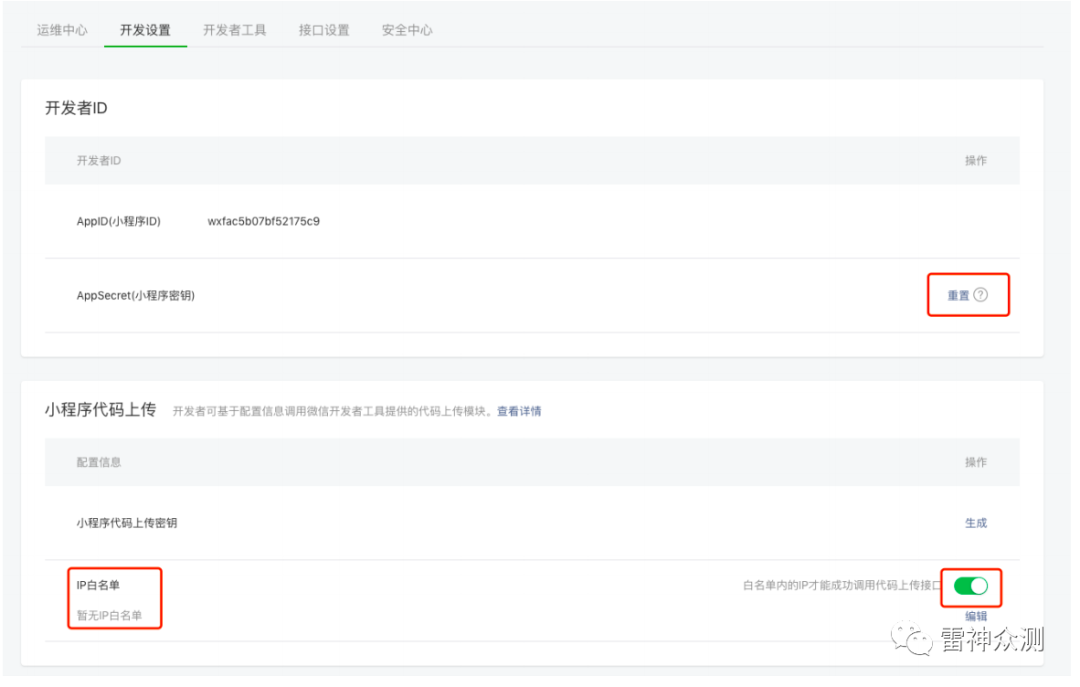 运维中心 开发设置 开发者工具 接口设置 安全中心
开发者ID
开发者ID 操作
AppID(小程序ID) wxfac5b07bf52175c9
AppSecret(小程序密钥) 重置 ?
小程序代码上传 开发者可基于配置信息调用微信开发者工具提供的代码上传模块。查看详情
配置信息 操作
小程序代码上传密钥 生成
IP白名单 白名单内的IP才能成功调用代码上传接口
暂无IP白名单 编辑
雷神众测